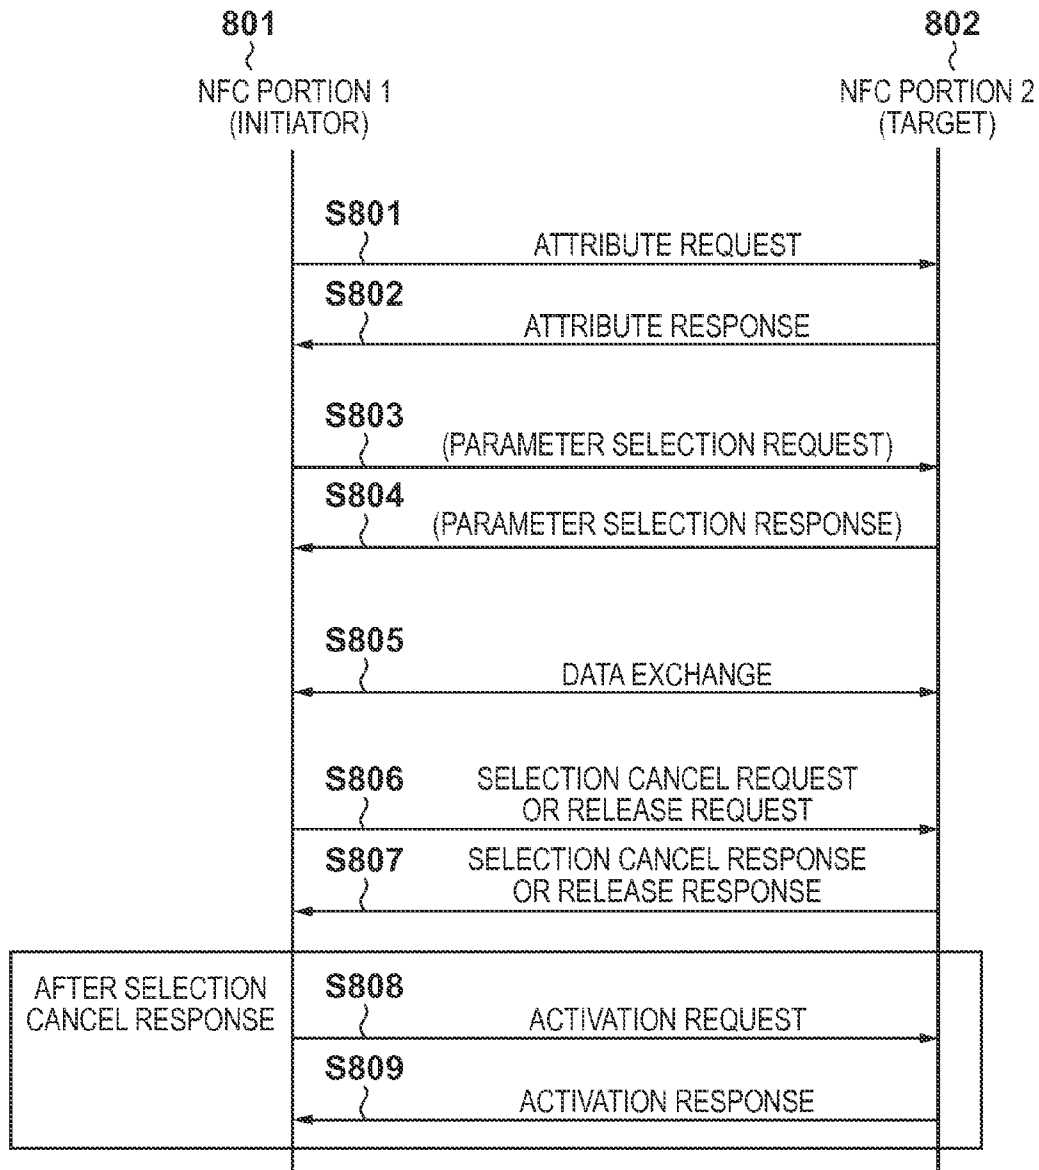 801
802
NFC PORTION 1
(INITIATOR)
NFC PORTION 2
(TARGET)
S801
ATTRIBUTE REQUEST
S802
ATTRIBUTE RESPONSE
S803
(PARAMETER SELECTION REQUEST)
S804
(PARAMETER SELECTION RESPONSE)
S805
DATA EXCHANGE
S806
SELECTION CANCEL REQUEST
OR RELEASE REQUEST
S807
SELECTION CANCEL RESPONSE
OR RELEASE RESPONSE
AFTER SELECTION
CANCEL RESPONSE
S808
ACTIVATION REQUEST
S809
ACTIVATION RESPONSE